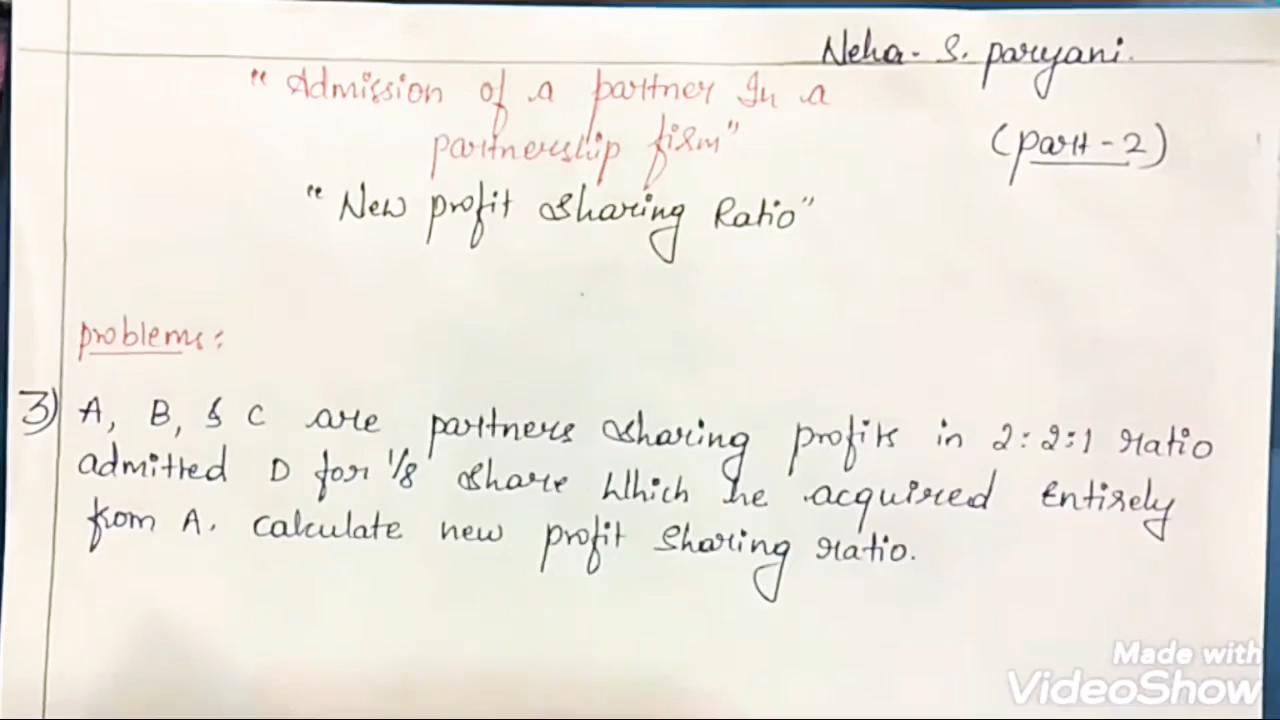 Neha- S. paryani.
"Admission of a partner In a
partnership firm"
(part-2)
"New profit sharing Ratio"
problems:
3) A, B, & C are partners sharing profits in 2:2:1 ratio
admitted D for 1/8 share which he acquired entirely
from A. calculate new profit sharing ratio.
Made with
VideoShow